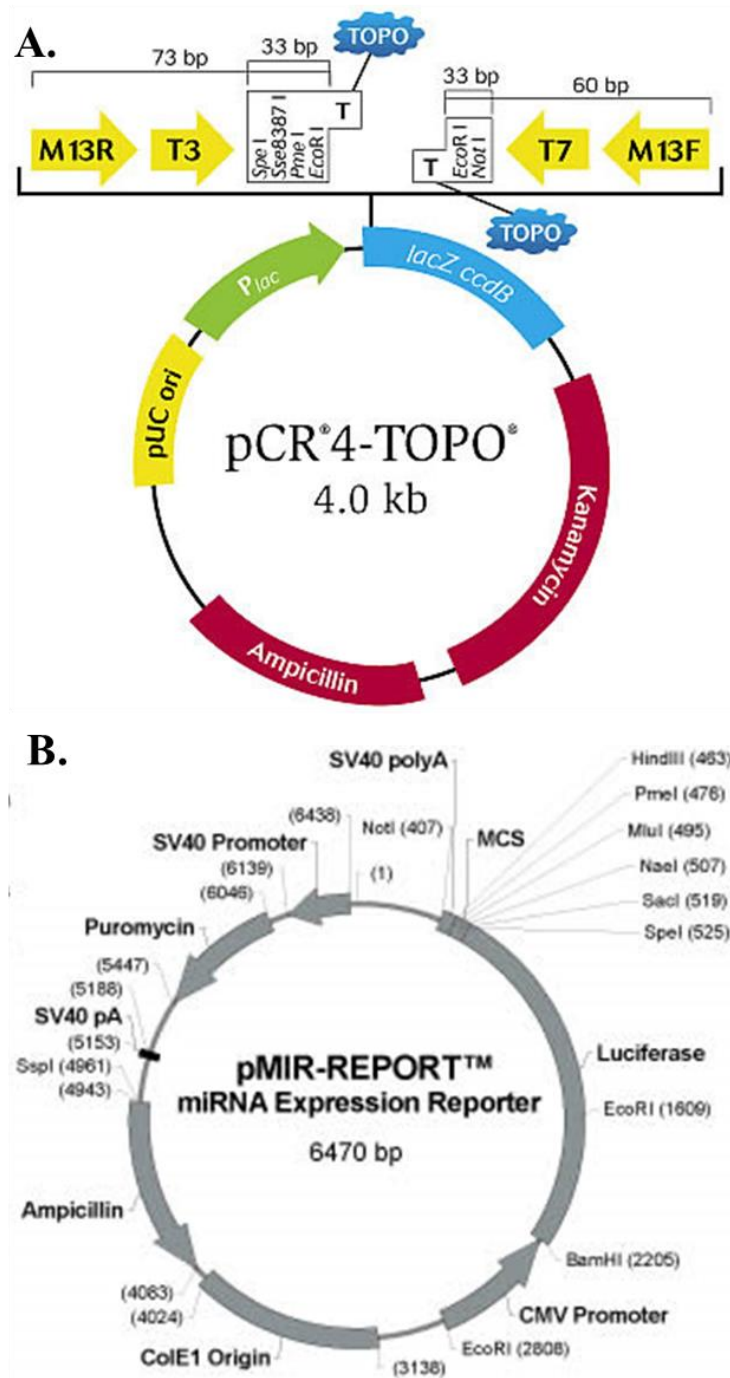 A.
73 bp
33 bp
TOPO
33 bp
60 bp
M13R
T3
Spe I
Sse8387 I
Pme I
EcoR I
T
T
EcoR I
Not I
T7
M13F
TOPO
Plac
lacZ ccdB
pUC ori
pCR®4-TOPO®
4.0 kb
Kanamycin
Ampicillin
B.
SV40 polyA
HindIII (463)
PmeI (476)
MluI (495)
NaeI (507)
SacI (519)
SpeI (525)
(6438)
NotI (407)
MCS
SV40 Promoter
(6139)
(6046)
(1)
Puromycin
(5447)
(5188)
SV40 pA
(5153)
SspI (4961)
(4943)
pMIR-REPORT™
miRNA Expression Reporter
6470 bp
Luciferase
EcoRI (1609)
Ampicillin
BamHI (2205)
(4083)
(4024)
CMV Promoter
ColE1 Origin
EcoRI (2808)
(3138)